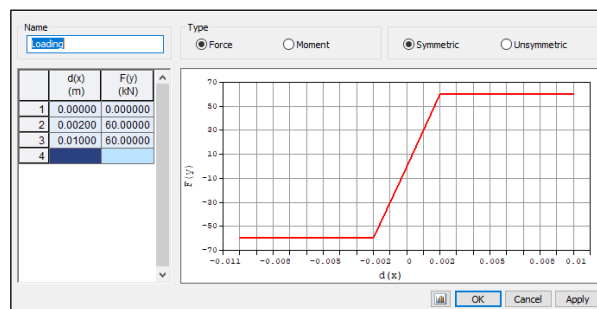 Name
Loading
Type
Force Moment
Symmetric Unsymmetric
d(x) F(y)
(m) (kN)
1 0.00000 0.000000
2 0.00200 60.00000
3 0.01000 60.00000
4
F(y)
70
50
30
10
-10
-30
-50
-70
-0.011 -0.008 -0.005 -0.002 0 0.002 0.005 0.008 0.01
d(x)
OK Cancel Apply